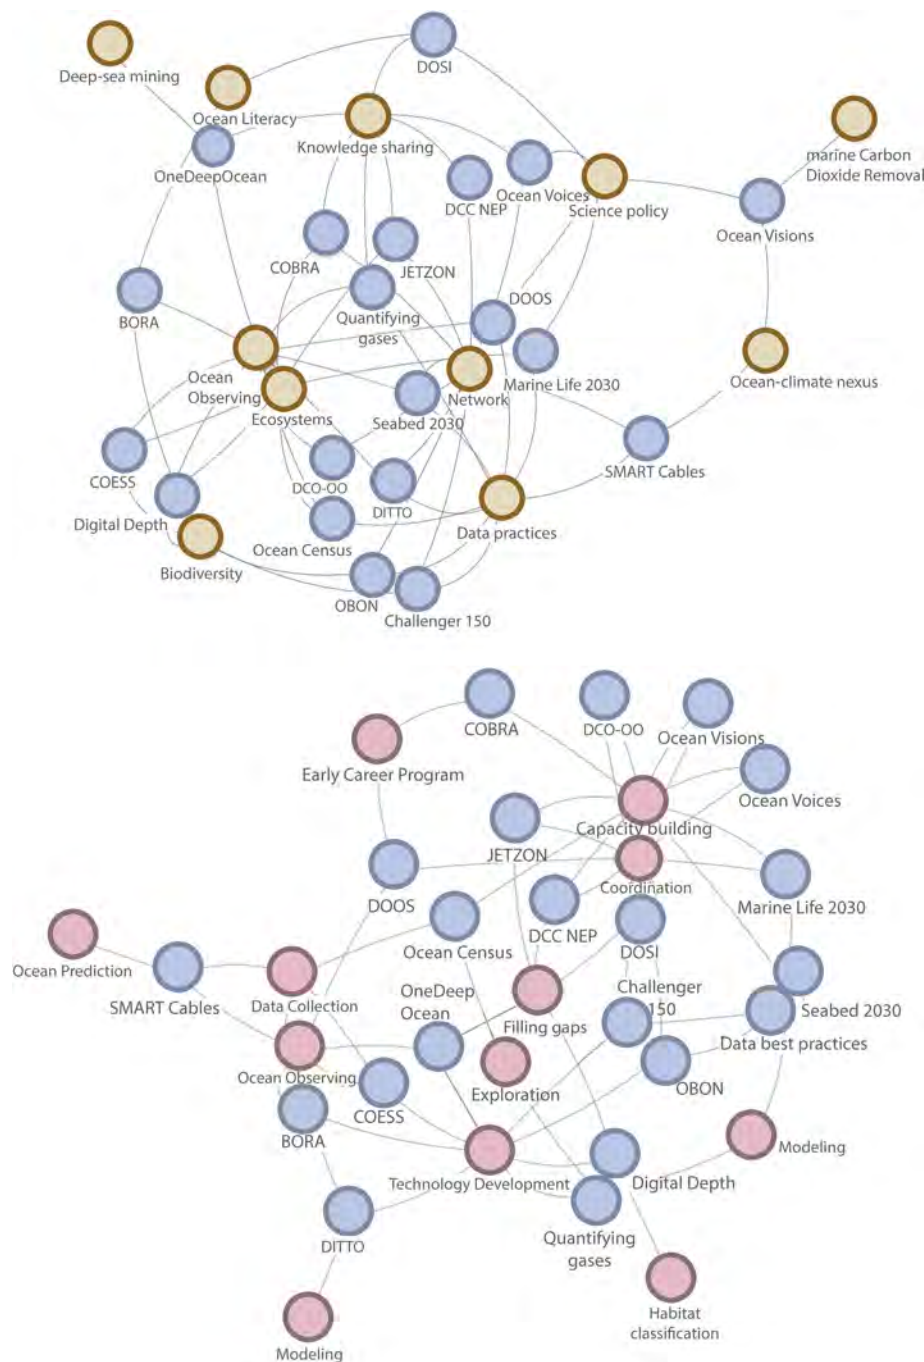 DOSI
Deep-sea mining
Ocean Literacy
Knowledge sharing
OneDeepOcean
DCC NEP
Ocean Voices
Science policy
marine Carbon
Dioxide Removal
Ocean Visions
COBRA
JETZON
BORA
Quantifying
gases
DOOS
Ocean
Observing
Ecosystems
Network
Marine Life 2030
Ocean-climate nexus
Seabed 2030
COESS
DCO-OO
DITTO
SMART Cables
Digital Depth
Ocean Census
Data practices
Biodiversity
OBON
Challenger 150
COBRA
DCO-OO
Ocean Visions
Early Career Program
Ocean Voices
Capacity building
JETZON
DOOS
Coordination
Marine Life 2030
Ocean Census
DCC NEP
DOSI
Ocean Prediction
SMART Cables
Data Collection
OneDeep
Ocean
Filling gaps
Challenger
150
Seabed 2030
Data best practices
Ocean Observing
COESS
Exploration
OBON
BORA
Technology Development
Digital Depth
Modeling
DITTO
Quantifying
gases
Habitat
classification
Modeling